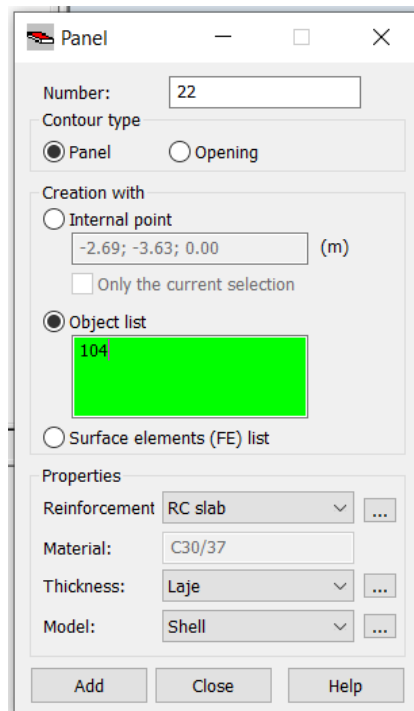 Panel
Number: 22
Contour type
Panel Opening
Creation with
Internal point
-2.69; -3.63; 0.00 (m)
Only the current selection
Object list
104
Surface elements (FE) list
Properties
Reinforcement RC slab ...
Material: C30/37
Thickness: Laje ...
Model: Shell ...
Add Close Help